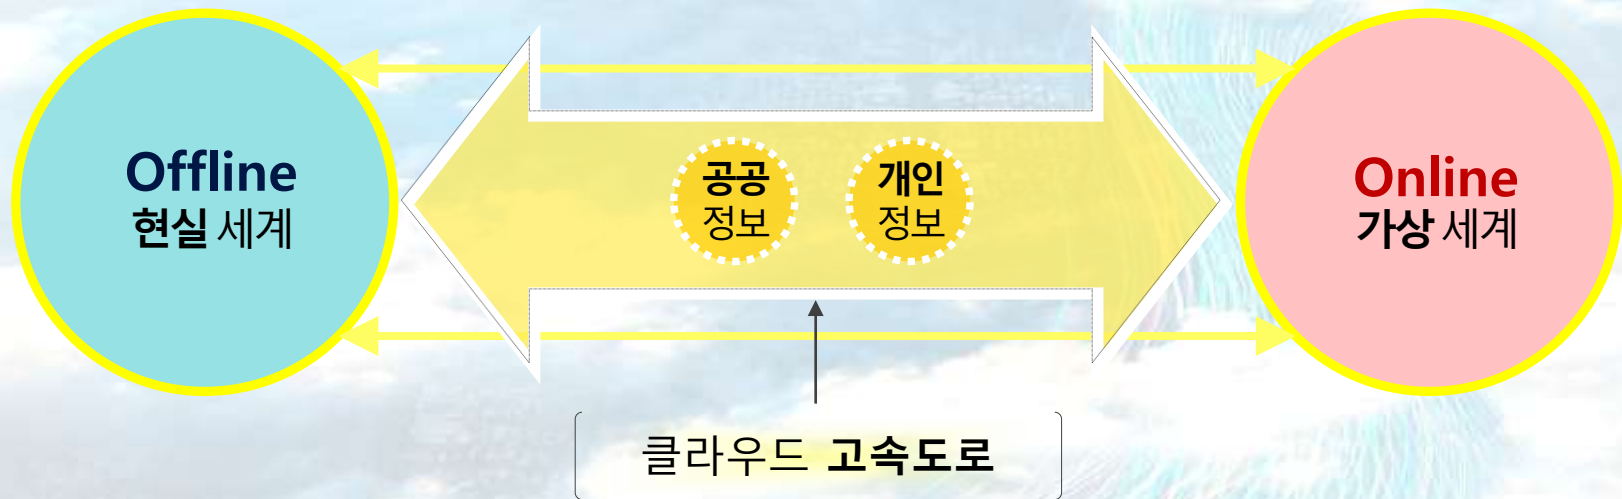 Offline
현실 세계
공공
정보
개인
정보
Online
가상 세계
클라우드 고속도로